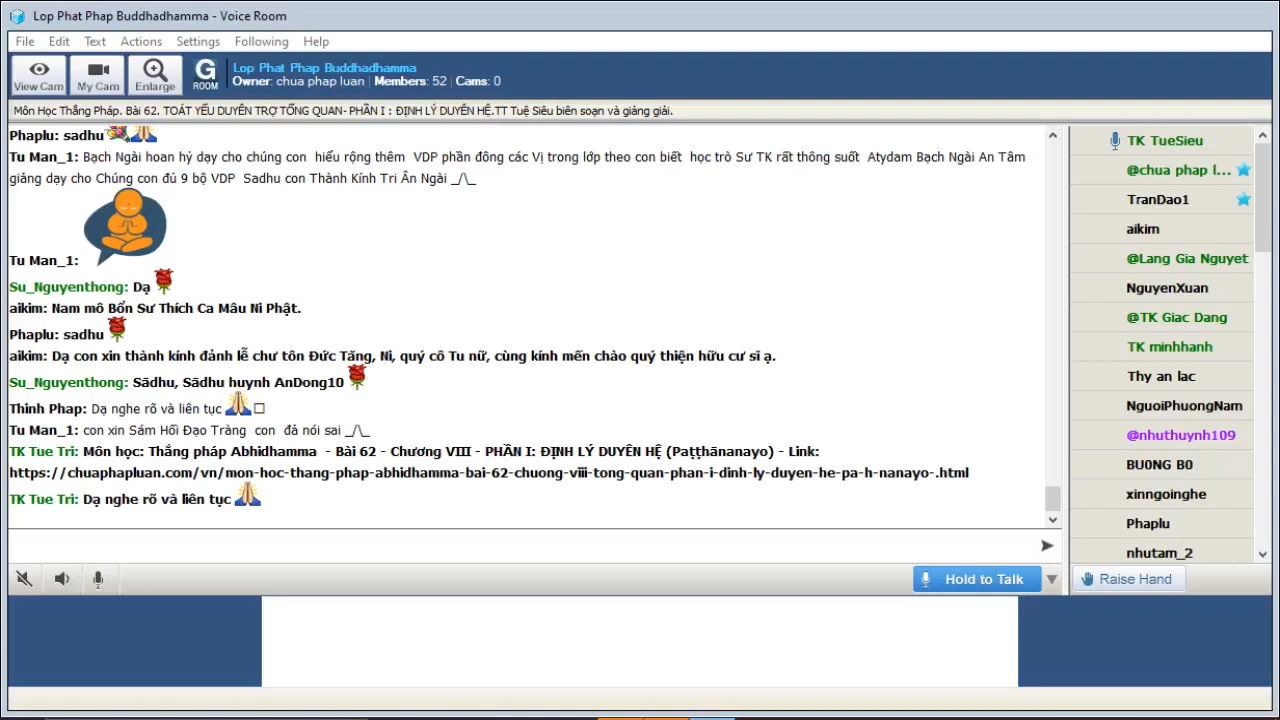 Lop Phat Phap Buddhadhamma - Voice Room
File Edit Text Actions Settings Following Help
View Cam My Cam Enlarge G ROOM
Lop Phat Phap Buddhadhamma
Owner: chua phap luan | Members: 52 | Cams: 0
Môn Học Thắng Pháp. Bài 62. TOÁT YẾU DUYÊN TRỢ TỔNG QUAN- PHẦN I : ĐỊNH LÝ DUYÊN HỆ.TT Tuệ Siêu biên soạn và giảng giải.
Phaplu: sadhu
Tu Man_1: Bạch Ngài hoan hỷ dạy cho chúng con hiểu rộng thêm VDP phần đông các Vị trong lớp theo con biết học trò Sư TK rất thông suốt Atydam Bạch Ngài An Tâm
giảng dạy cho Chúng con đủ 9 bộ VDP Sadhu con Thành Kính Tri Ân Ngài _/\_
Tu Man_1:
Su_Nguyenthong: Dạ
aikim: Nam mô Bổn Sư Thích Ca Mâu Ni Phật.
Phaplu: sadhu
aikim: Dạ con xin thành kính đảnh lễ chư tôn Đức Tăng, Ni, quý cô Tu nữ, cùng kính mến chào quý thiện hữu cư sĩ ạ.
Su_Nguyenthong: Sādhu, Sādhu huynh AnDong10
Thinh Phap: Dạ nghe rõ và liên tục
Tu Man_1: con xin Sám Hối Đạo Tràng con đả nói sai _/\_
TK Tue Tri: Môn học: Thắng pháp Abhidhamma - Bài 62 - Chương VIII - PHẦN I: ĐỊNH LÝ DUYÊN HỆ (Paṭṭhānanayo) - Link:
https://chuaphapluan.com/vn/mon-hoc-thang-phap-abhidhamma-bai-62-chuong-viii-tong-quan-phan-i-dinh-ly-duyen-he-pa-h-nanayo-.html
TK Tue Tri: Dạ nghe rõ và liên tục
Hold to Talk
TK TueSieu
@chua phap l...
TranDao1
aikim
@Lang Gia Nguyet
NguyenXuan
@TK Giac Dang
TK minhhanh
Thy an lac
NguoiPhuongNam
@nhuthuynh109
BU0NG B0
xinngoinghe
Phaplu
nhutam_2
Raise Hand